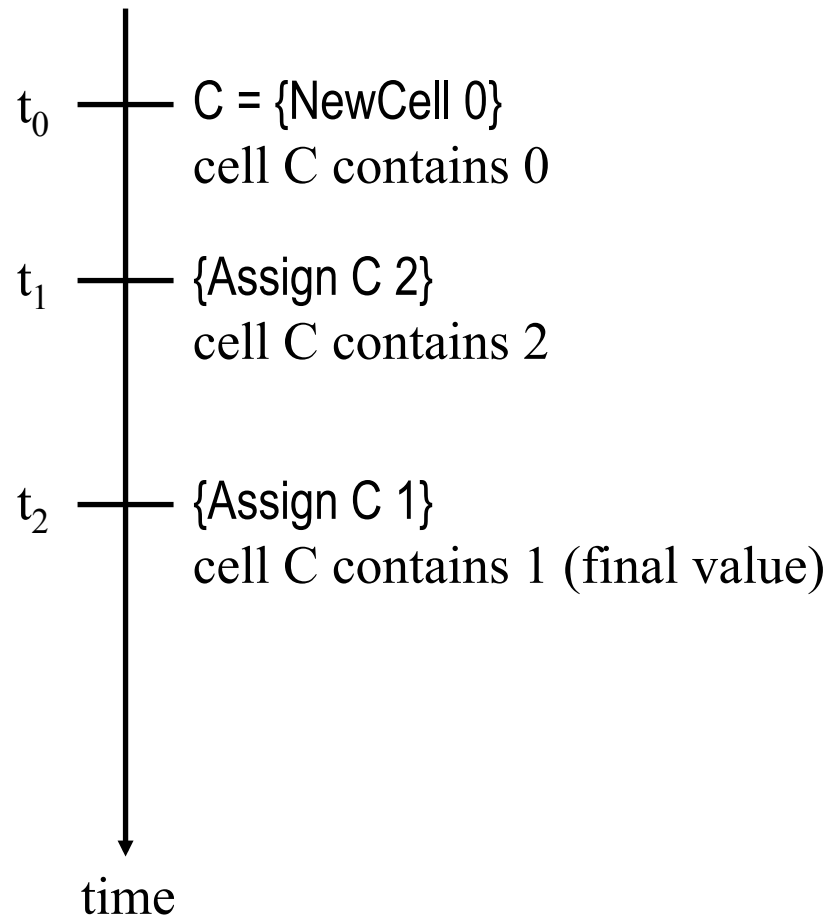 t₀ C = {NewCell 0}
cell C contains 0
t₁ {Assign C 2}
cell C contains 2
t₂ {Assign C 1}
cell C contains 1 (final value)
time